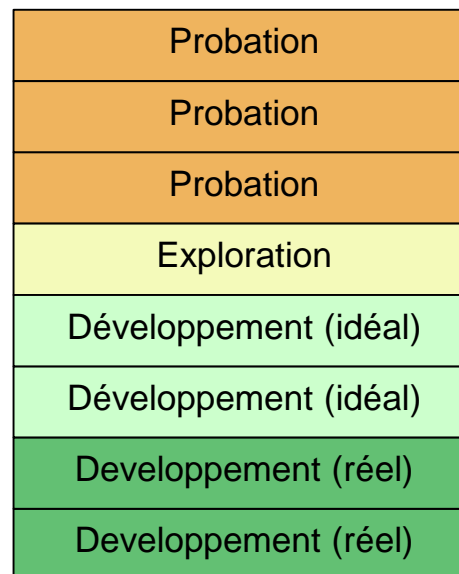 Probation
Probation
Probation
Exploration
Développement (idéal)
Développement (idéal)
Developpement (réel)
Developpement (réel)